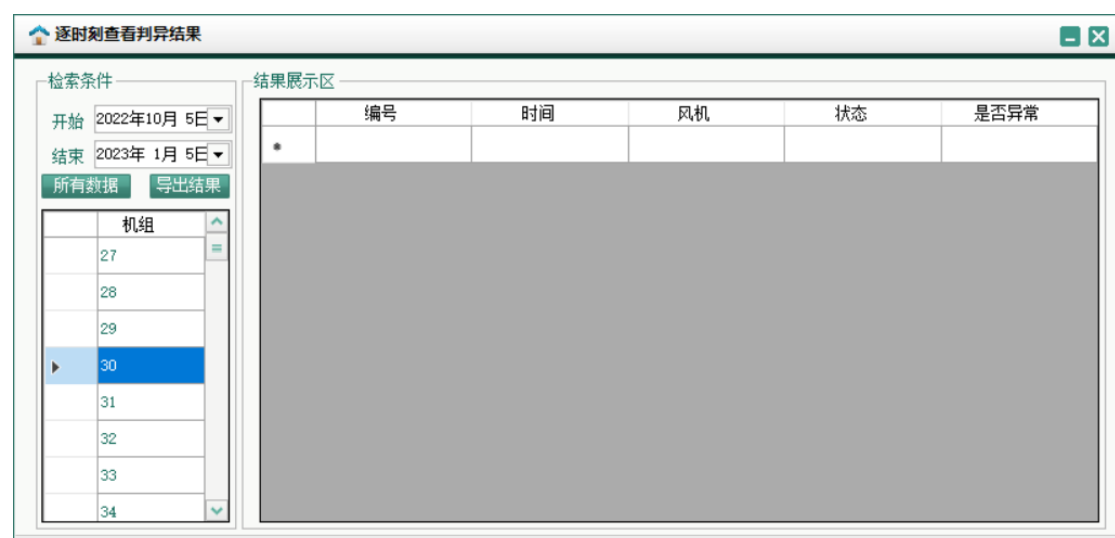 逐时刻查看判异结果
检索条件
开始 2022年10月 5日
结束 2023年 1月 5日
所有数据 导出结果
机组
27
28
29
30
31
32
33
34
结果展示区
编号 时间 风机 状态 是否异常